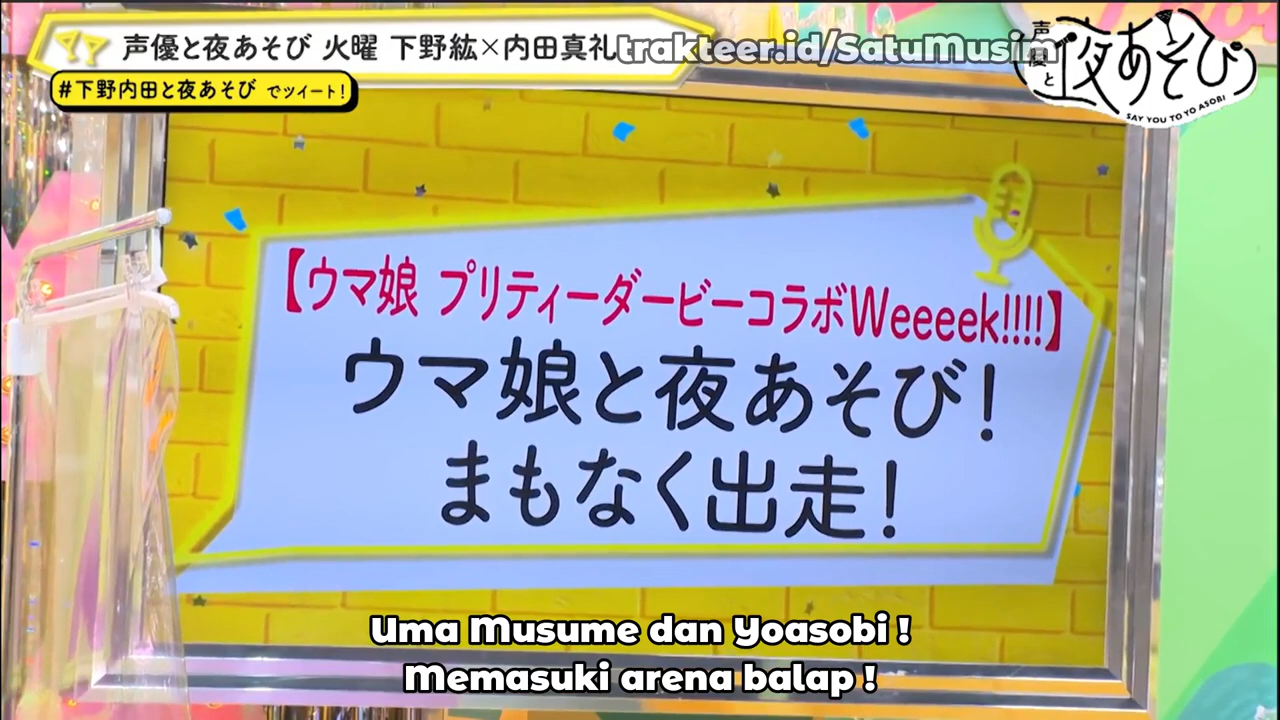 声優と夜あそび 火曜 下野紘×内田真礼
trakteer.id/SatuMusim
#下野内田と夜あそび でツイート!
声優と夜あそび
SAY YOU TO YO ASOBI
【ウマ娘 プリティーダービーコラボWeeeek!!!!】
ウマ娘と夜あそび!
まもなく出走!
Uma Musume dan Yoasobi !
Memasuki arena balap !